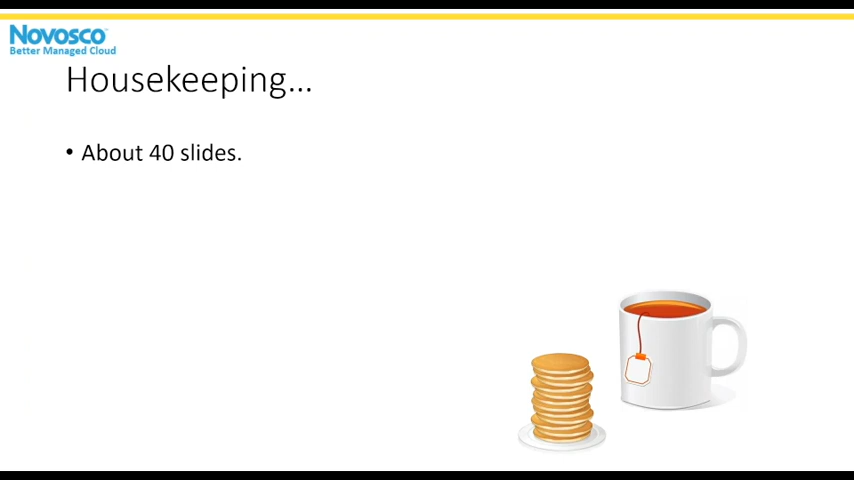 Novosco
Better Managed Cloud
Housekeeping...
• About 40 slides.